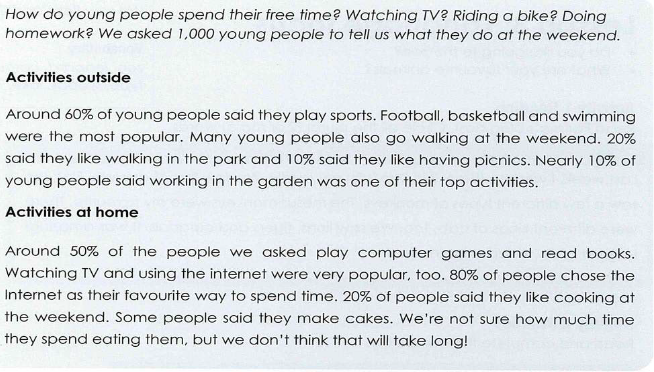 How do young people spend their free time? Watching TV? Riding a bike? Doing
homework? We asked 1,000 young people to tell us what they do at the weekend.
Activities outside
Around 60% of young people said they play sports. Football, basketball and swimming
were the most popular. Many young people also go walking at the weekend. 20%
said they like walking in the park and 10% said they like having picnics. Nearly 10% of
young people said working in the garden was one of their top activities.
Activities at home
Around 50% of the people we asked play computer games and read books.
Watching TV and using the internet were very popular, too. 80% of people chose the
Internet as their favourite way to spend time. 20% of people said they like cooking at
the weekend. Some people said they make cakes. We're not sure how much time
they spend eating them, but we don't think that will take long!